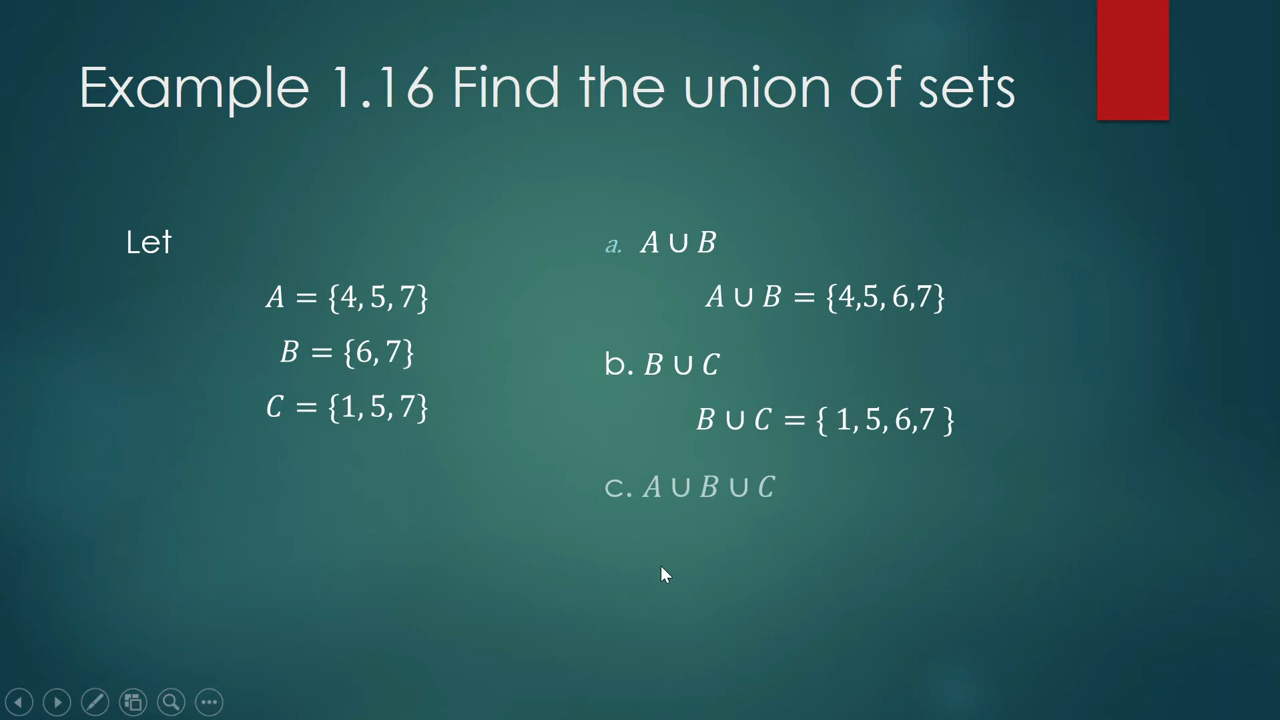 Example 1.16 Find the union of sets
Let
A = {4, 5, 7}
B = {6, 7}
C = {1, 5, 7}
a. A ∪ B
A ∪ B = {4,5, 6,7}
b. B ∪ C
B ∪ C = { 1, 5, 6,7 }
c. A ∪ B ∪ C